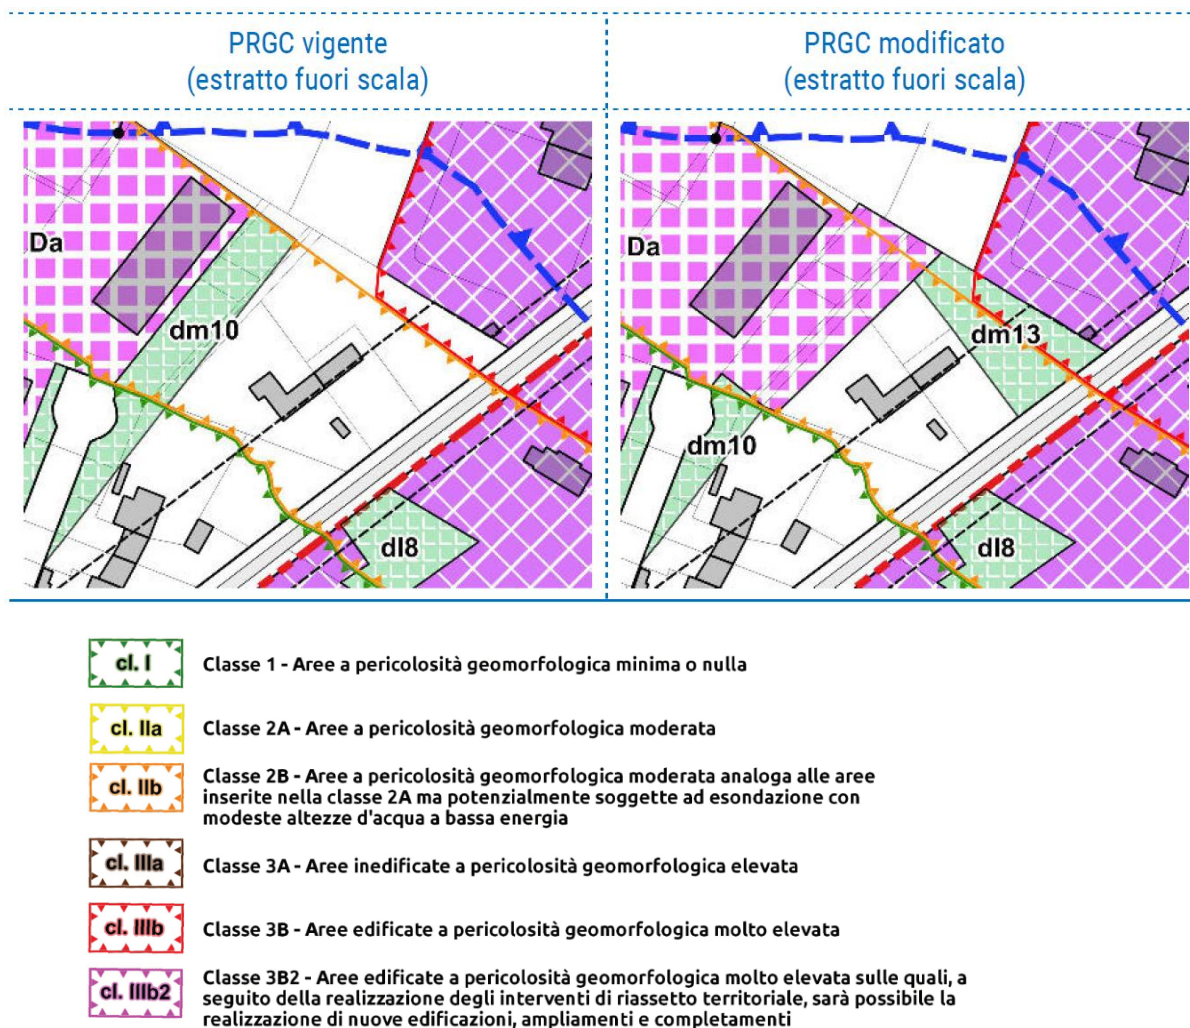 PRGC vigente
(estratto fuori scala)
PRGC modificato
(estratto fuori scala)
Da
dm10
dl8
Da
dm13
dm10
dl8
cl. I
Classe 1 - Aree a pericolosità geomorfologica minima o nulla
cl. IIa
Classe 2A - Aree a pericolosità geomorfologica moderata
cl. IIb
Classe 2B - Aree a pericolosità geomorfologica moderata analoga alle aree
inserite nella classe 2A ma potenzialmente soggette ad esondazione con
modeste altezze d'acqua a bassa energia
cl. IIIa
Classe 3A - Aree inedificate a pericolosità geomorfologica elevata
cl. IIIb
Classe 3B - Aree edificate a pericolosità geomorfologica molto elevata
cl. IIIb2
Classe 3B2 - Aree edificate a pericolosità geomorfologica molto elevata sulle quali, a
seguito della realizzazione degli interventi di riassetto territoriale, sarà possibile la
realizzazione di nuove edificazioni, ampliamenti e completamenti